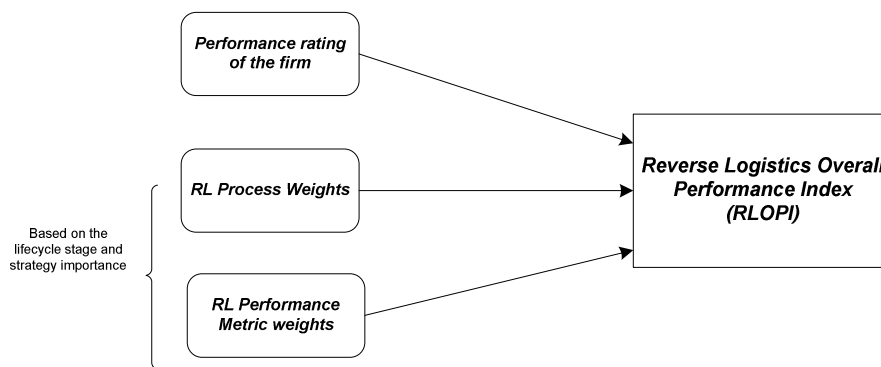 Performance rating
of the firm
RL Process Weights
Based on the
lifecycle stage and
strategy importance
RL Performance
Metric weights
Reverse Logistics Overall
Performance Index
(RLOPI)